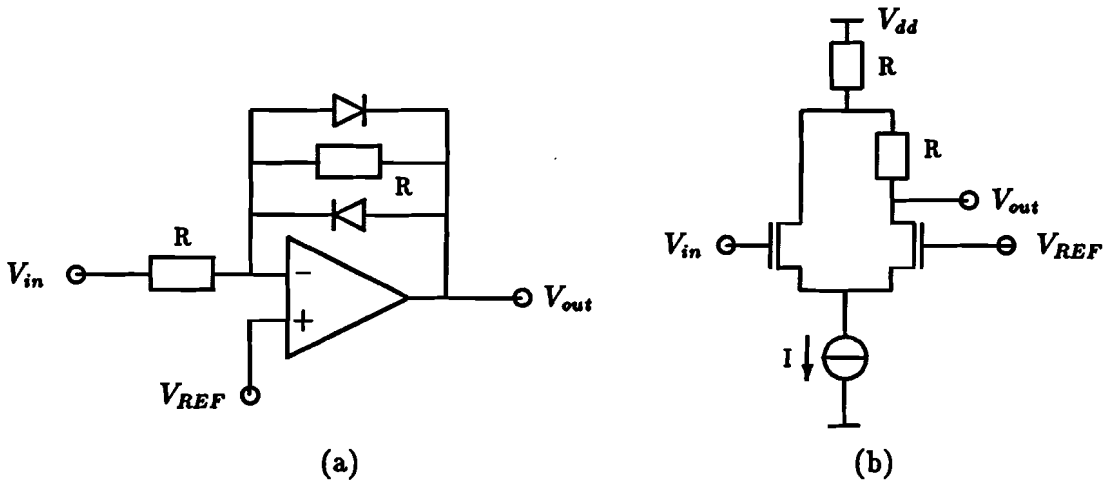 R
R
V_in
V_REF
V_out
−
+
(a)
V_dd
R
R
V_out
V_in
V_REF
I
(b)